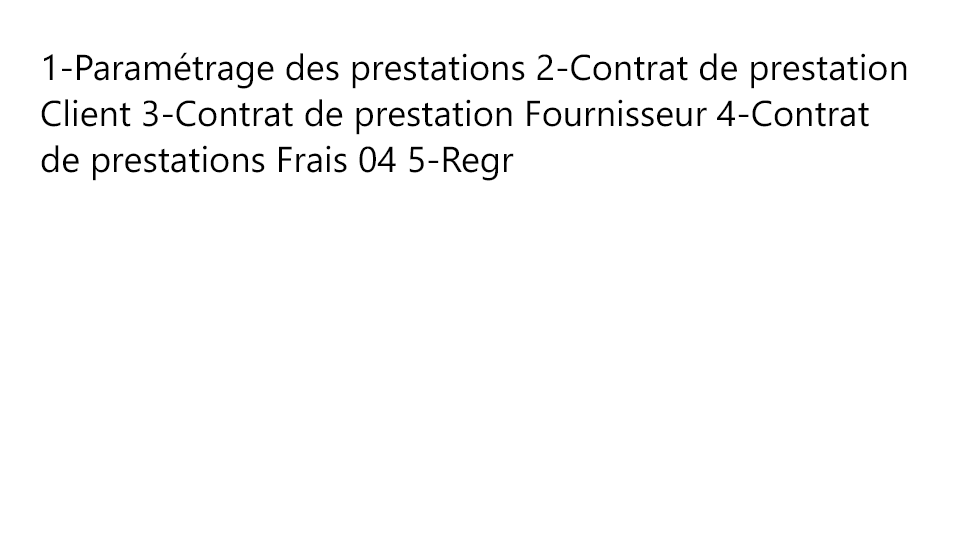 1-Paramétrage des prestations 2-Contrat de prestation
Client 3-Contrat de prestation Fournisseur 4-Contrat
de prestations Frais 04 5-Regr